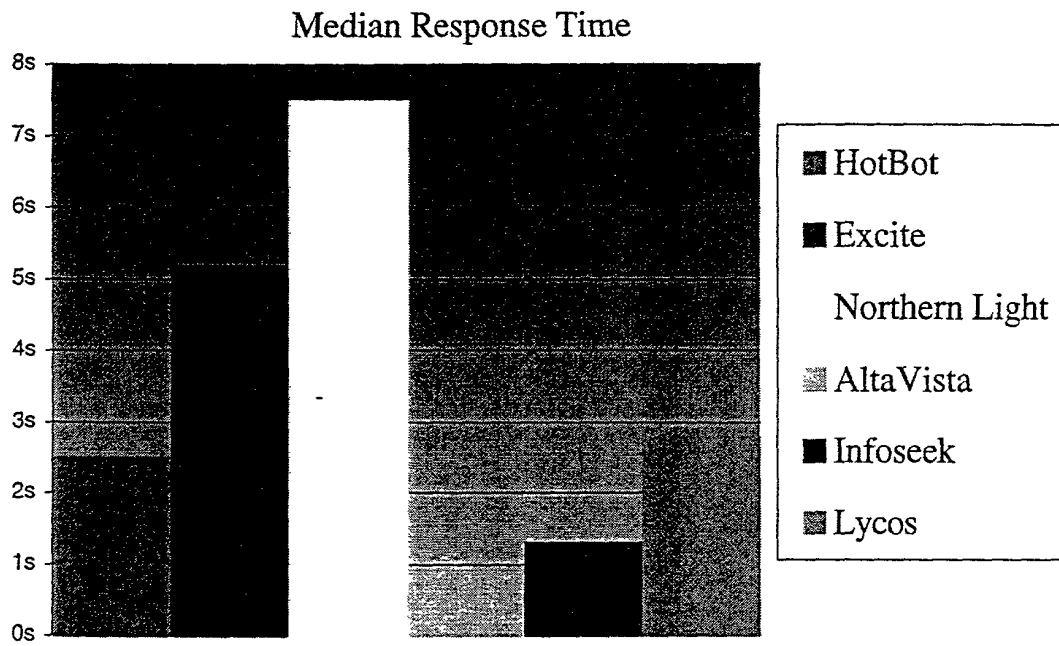 Median Response Time
8s
7s
6s
5s
4s
3s
2s
1s
0s
HotBot
Excite
Northern Light
AltaVista
Infoseek
Lycos